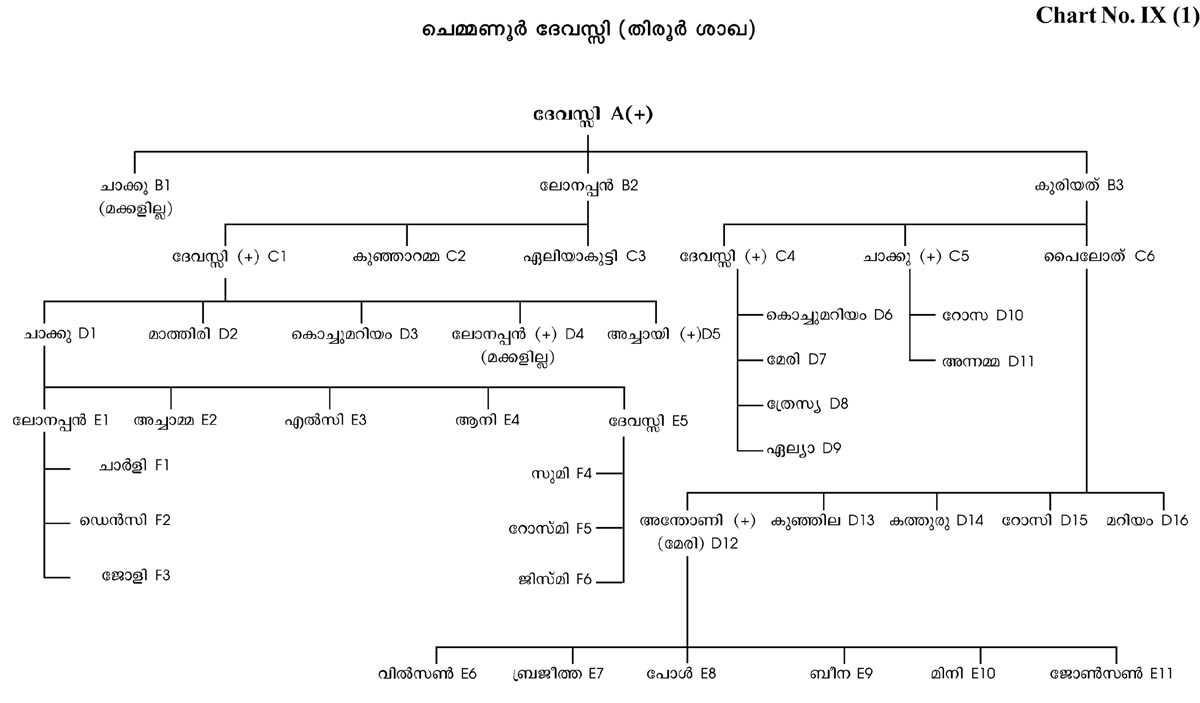 Chart No. IX (1)
ചെമ്മണൂർ ദേവസ്സി (തിരൂർ ശാഖ)
ദേവസ്സി A(+)
ചാക്കു B1 ലോനപ്പൻ B2 കുരിയത് B3
(മക്കളില്ല)
ദേവസ്സി (+) C1 കുഞ്ഞാറമ്മ C2 ഏലിയാകുട്ടി C3 ദേവസ്സി (+) C4 ചാക്കു (+) C5 പൈലോത് C6
കൊച്ചുമറിയം D6 റോസ D10
ചാക്കു D1 മാത്തിരി D2 കൊച്ചുമറിയം D3 ലോനപ്പൻ (+) D4 അച്ചായി (+)D5
(മക്കളില്ല) മേരി D7 അന്നമ്മ D11
ത്രേസ്യ D8
ലോനപ്പൻ E1 അച്ചാമ്മ E2 എൽസി E3 ആനി E4 ദേവസ്സി E5
ഏല്യാ D9
ചാർളി F1 സുമി F4
ഡെൻസി F2 റോസ്മി F5 അന്തോണി (+) കുഞ്ഞില D13 കത്തുരു D14 റോസി D15 മറിയം D16
(മേരി) D12
ജോളി F3 ജിസ്മി F6
വിൽസൺ E6 ബ്രജീത്ത E7 പോൾ E8 ബീന E9 മിനി E10 ജോൺസൺ E11